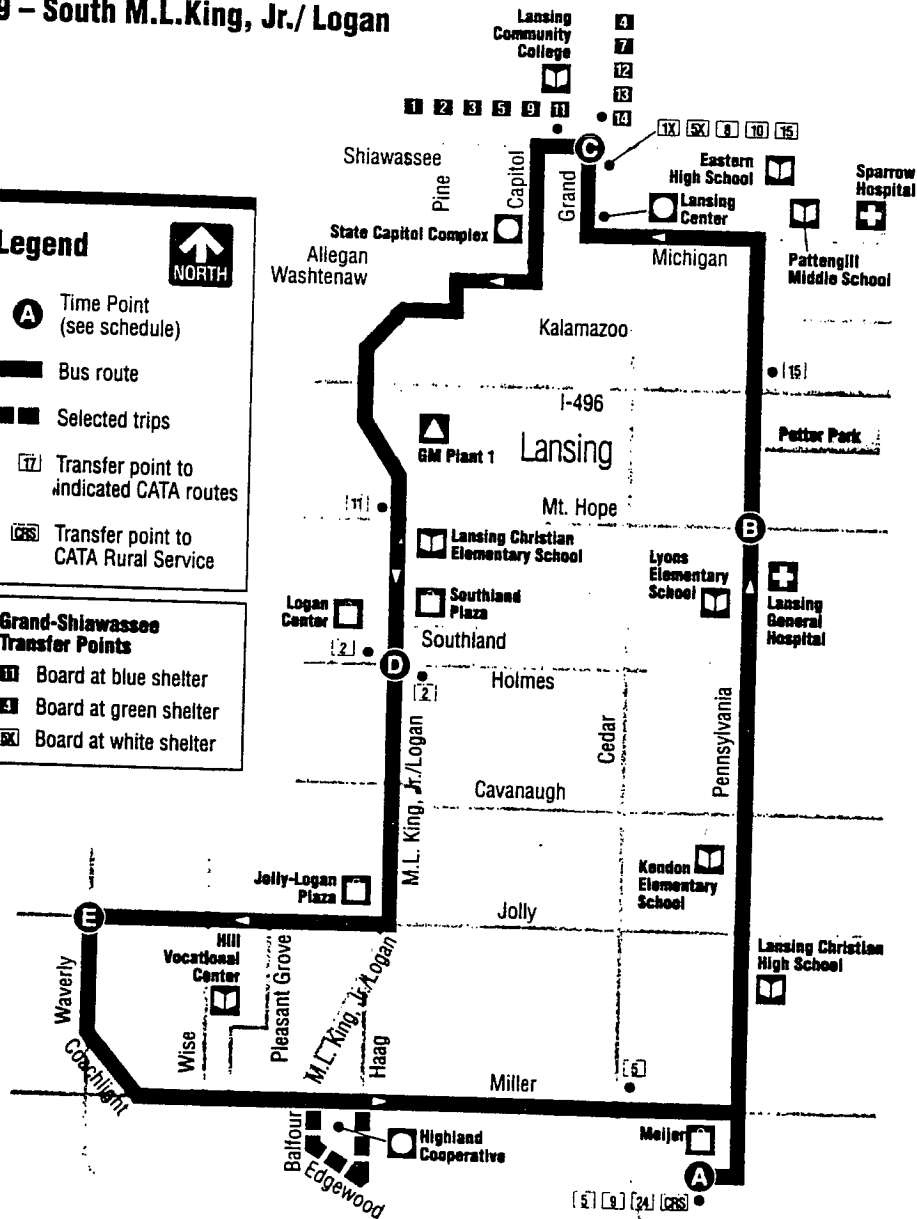 9 – South M.L.King, Jr./ Logan
Lansing
Community
College
4
7
12
13
14
1 2 3 5 9 11
C
1X 5X 8 10 15
Shiawassee
Pine
Capitol
Grand
Eastern
High School
Sparrow
Hospital
Lansing
Center
State Capitol Complex
Michigan
Pattengill
Middle School
Allegan
Washtenaw
Legend
NORTH
A
Time Point
(see schedule)
Bus route
Selected trips
17
Transfer point to
indicated CATA routes
CRS
Transfer point to
CATA Rural Service
Grand-Shiawassee
Transfer Points
11 Board at blue shelter
4 Board at green shelter
5X Board at white shelter
Kalamazoo
15
I-496
GM Plant 1
Lansing
Potter Park
11
Mt. Hope
B
Lansing Christian
Elementary School
Lyons
Elementary
School
Lansing
General
Hospital
Logan
Center
Southland
Plaza
2
Southland
D
Holmes
2
M.L. King, Jr./Logan
Cedar
Pennsylvania
Cavanaugh
Jolly-Logan
Plaza
Kendon
Elementary
School
E
Jolly
Hill
Vocational
Center
Lansing Christian
High School
Waverly
Coachlight
Wise
Pleasant Grove
M.L. King, Jr./Logan
Haag
5
Miller
Balfour
Edgewood
Highland
Cooperative
Meijer
A
5 9 24 CRS